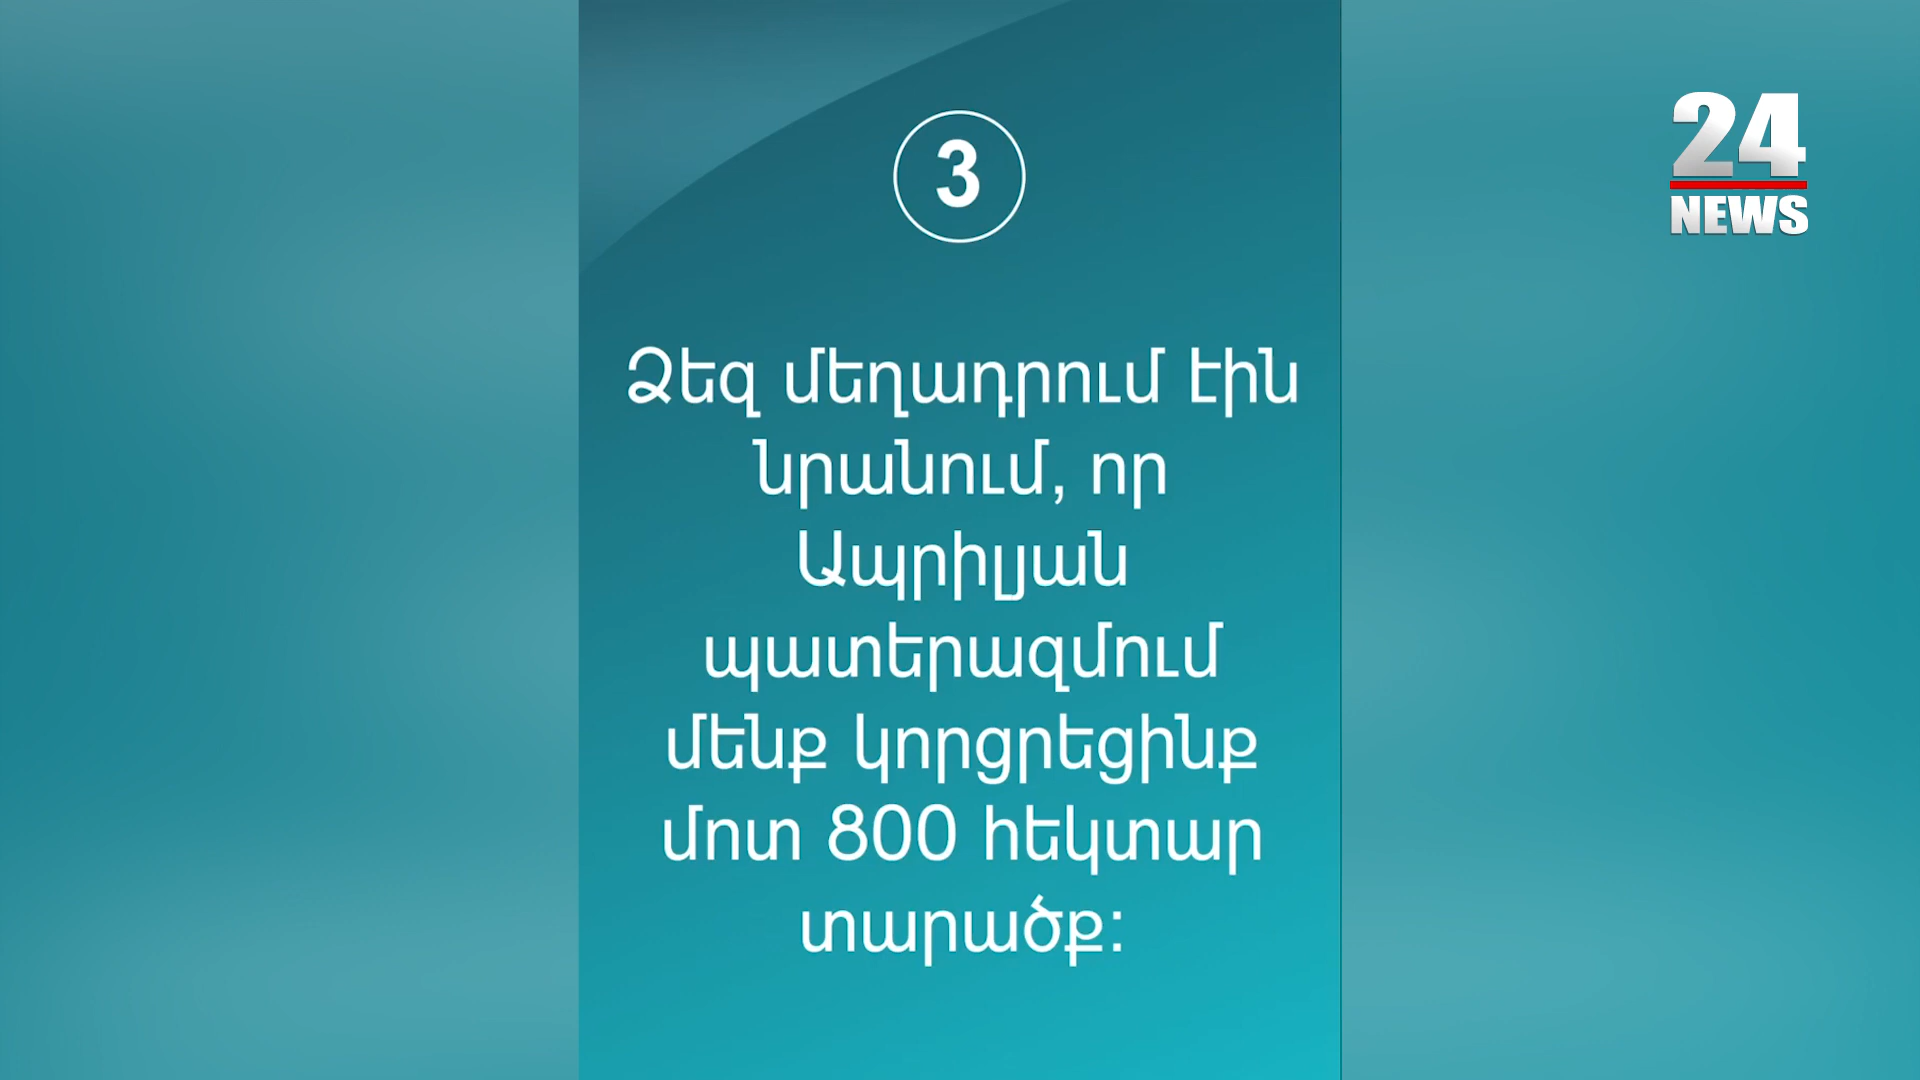 3
24
NEWS
Ձեզ մեղադրում էին
նրանում, որ
Ապրիլյան
պատերազմում
մենք կորցրեցինք
մոտ 800 հեկտար
տարածք: